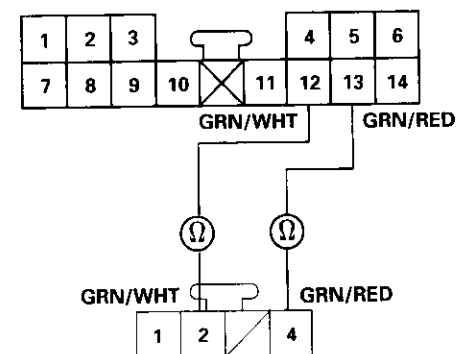 1 2 3 4 5 6
7 8 9 10 11 12 13 14
GRN/WHT GRN/RED
Ω Ω
GRN/WHT GRN/RED
1 2 4